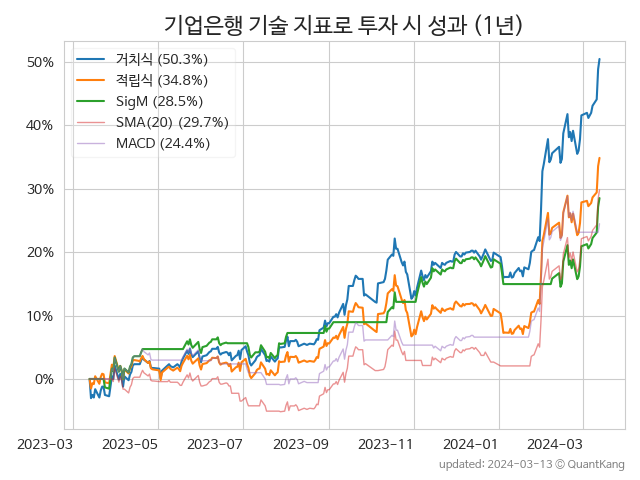 기업은행 기술 지표로 투자 시 성과 (1년)
50%
40%
30%
20%
10%
0%
거치식 (50.3%)
적립식 (34.8%)
SigM (28.5%)
SMA(20) (29.7%)
MACD (24.4%)
2023-03 2023-05 2023-07 2023-09 2023-11 2024-01 2024-03
updated: 2024-03-13 ⓒ QuantKang